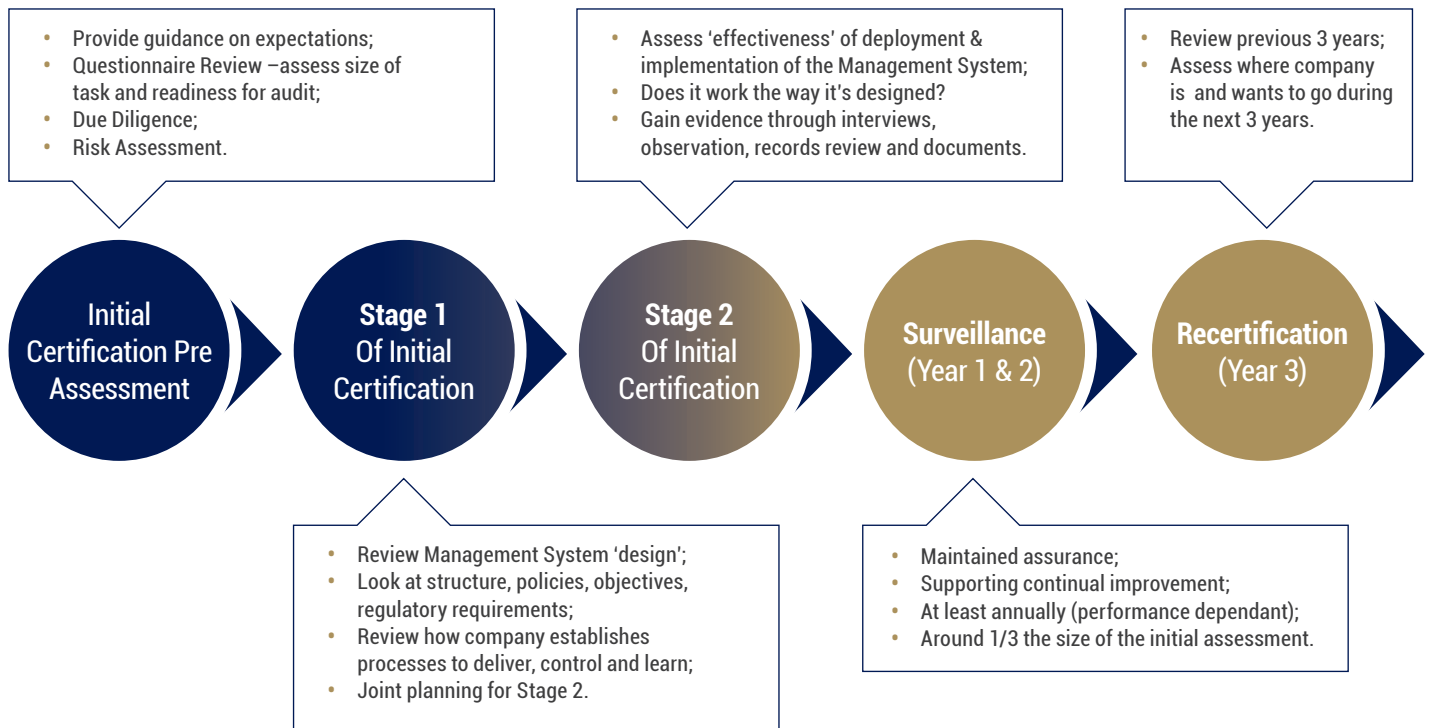 • Provide guidance on expectations;
• Questionnaire Review –assess size of
task and readiness for audit;
• Due Diligence;
• Risk Assessment.
• Assess ‘effectiveness’ of deployment &
implementation of the Management System;
• Does it work the way it’s designed?
• Gain evidence through interviews,
observation, records review and documents.
• Review previous 3 years;
• Assess where company
is  and wants to go during
the next 3 years.
Initial
Certification Pre
Assessment
Stage 1
Of Initial
Certification
Stage 2
Of Initial
Certification
Surveillance
(Year 1 & 2)
Recertification
(Year 3)
• Review Management System ‘design’;
• Look at structure, policies, objectives,
regulatory requirements;
• Review how company establishes
processes to deliver, control and learn;
• Joint planning for Stage 2.
• Maintained assurance;
• Supporting continual improvement;
• At least annually (performance dependant);
• Around 1/3 the size of the initial assessment.